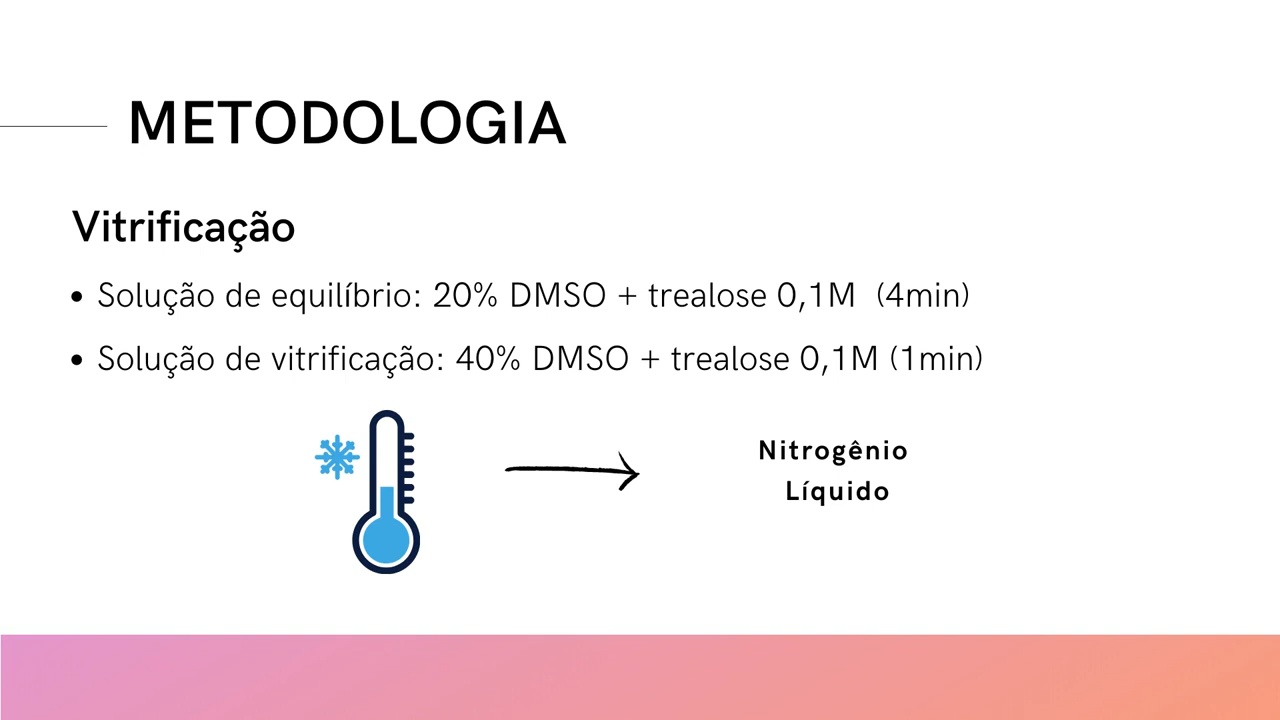 METODOLOGIA
Vitrificação
• Solução de equilíbrio: 20% DMSO + trealose 0,1M (4min)
• Solução de vitrificação: 40% DMSO + trealose 0,1M (1min)
Nitrogênio
Líquido